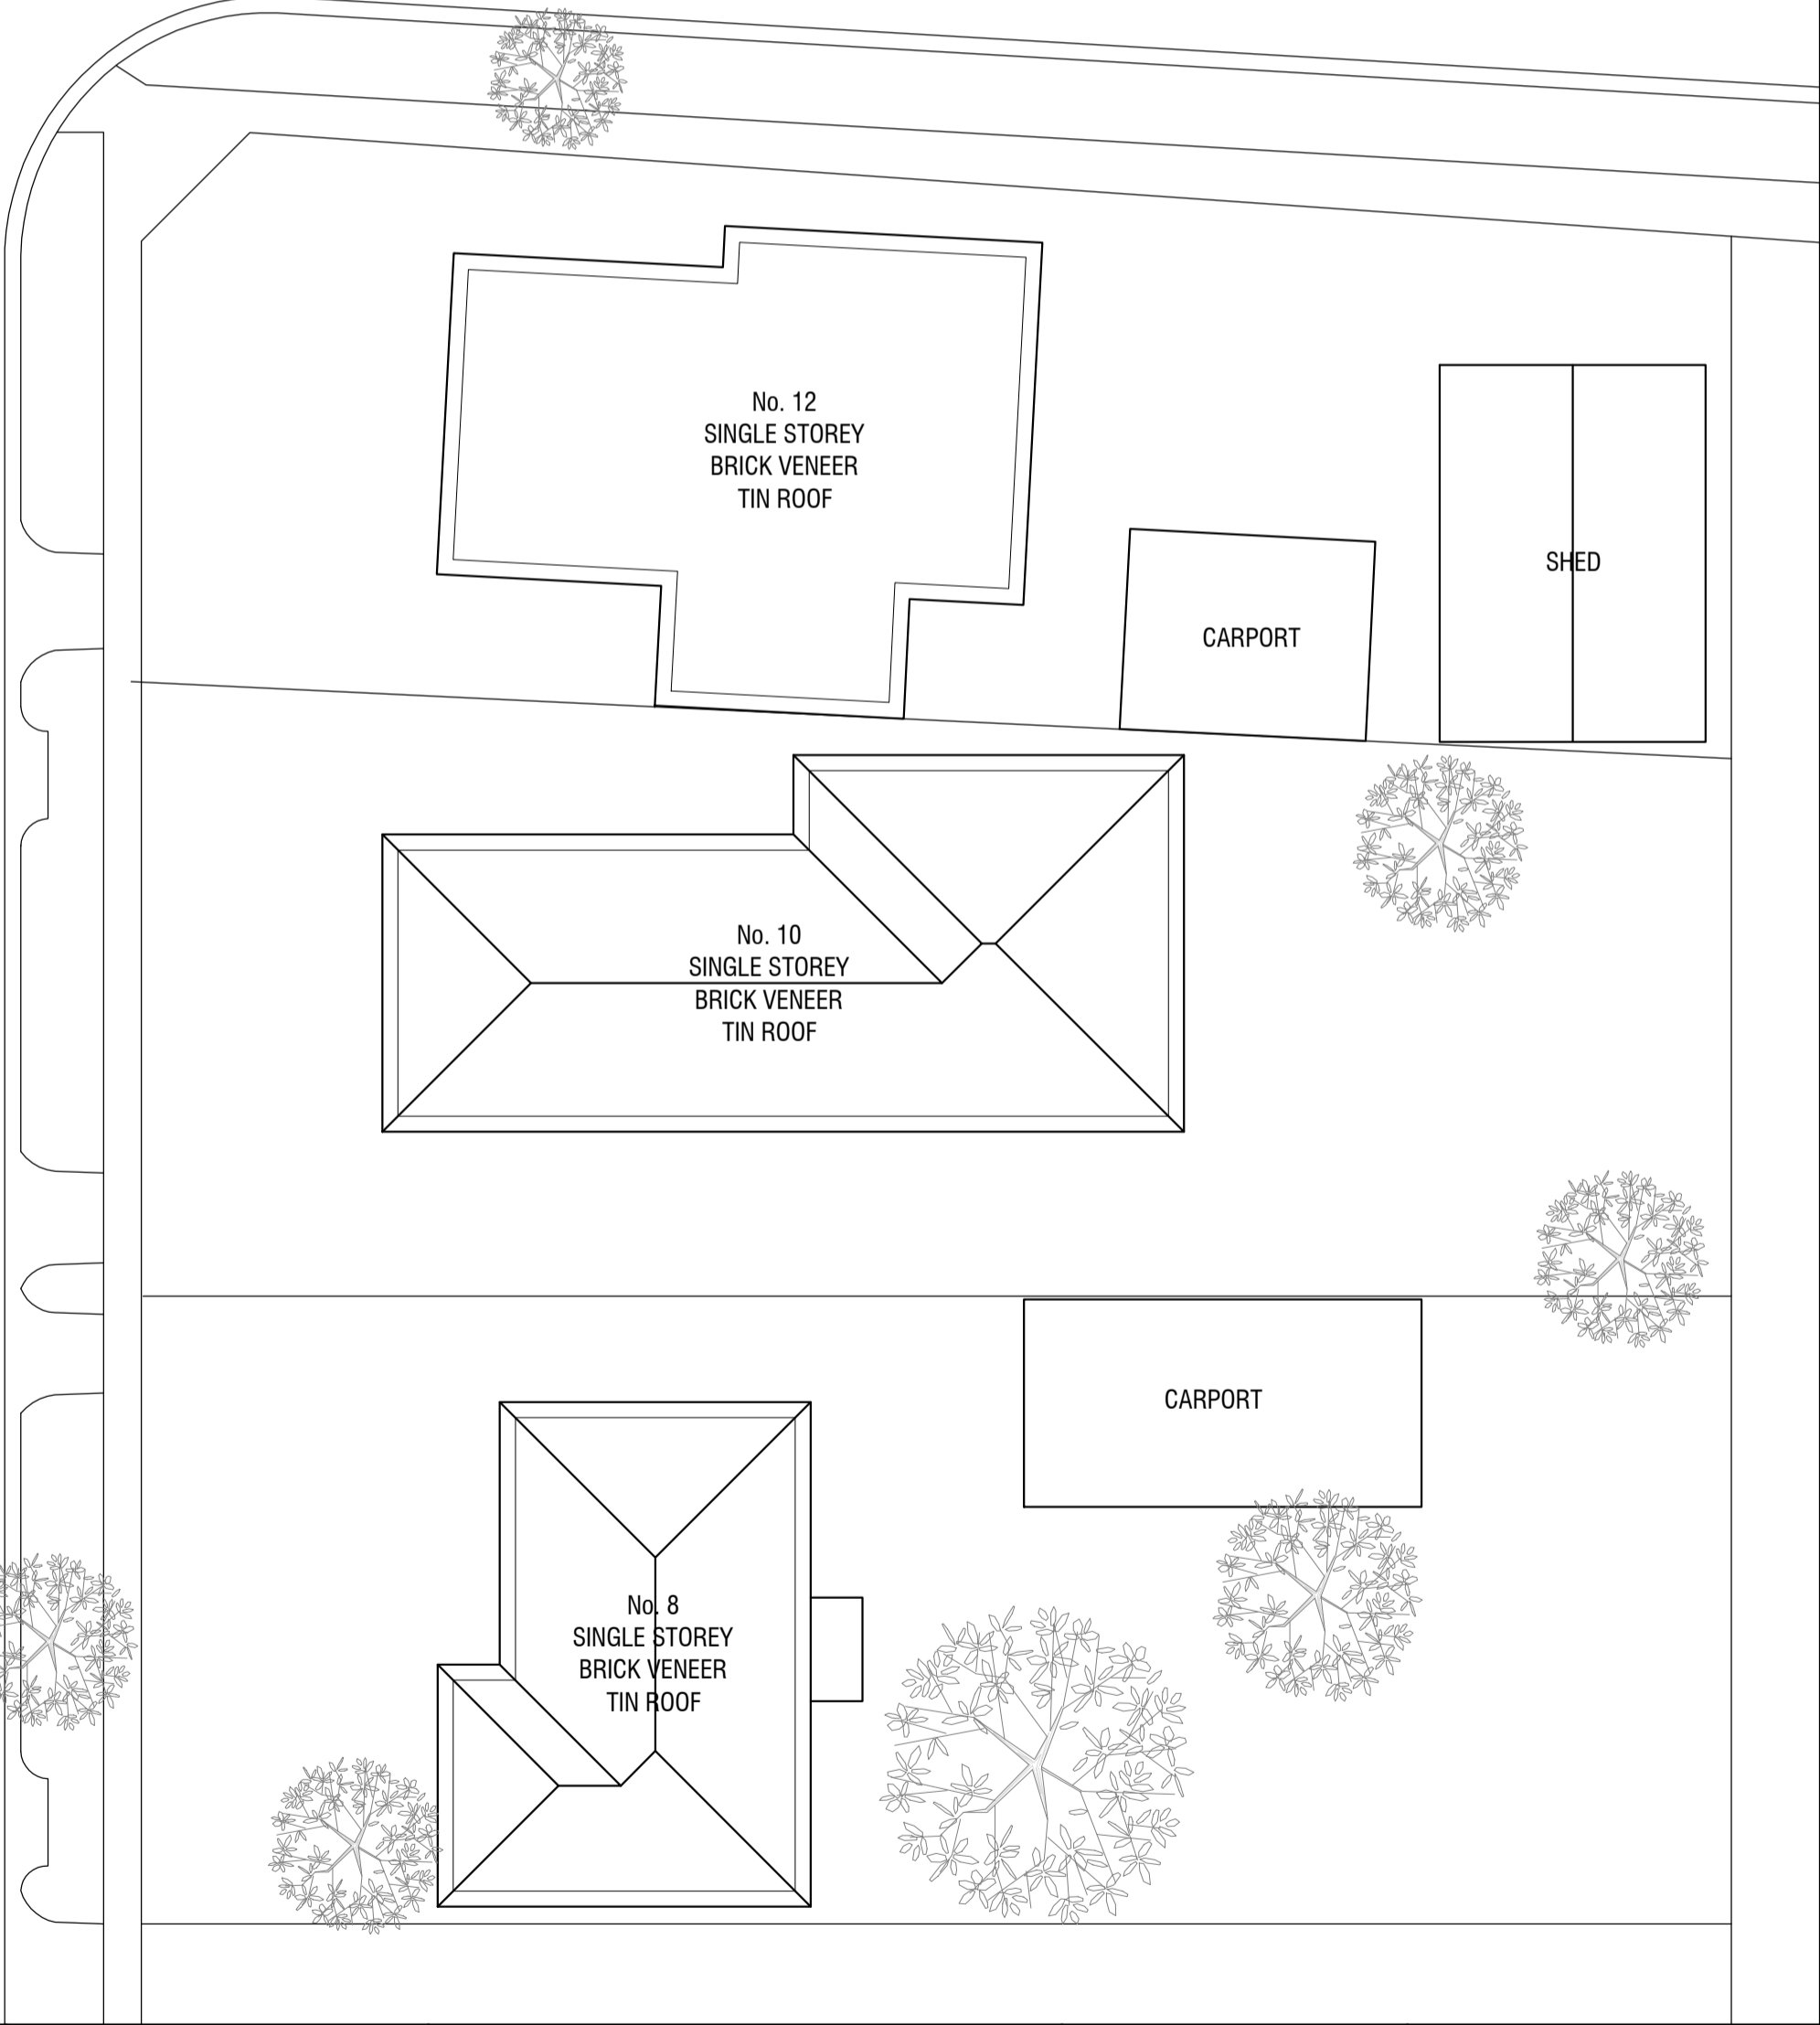 No. 12
SINGLE STOREY
BRICK VENEER
TIN ROOF
SHED
CARPORT
No. 10
SINGLE STOREY
BRICK VENEER
TIN ROOF
CARPORT
No. 8
SINGLE STOREY
BRICK VENEER
TIN ROOF